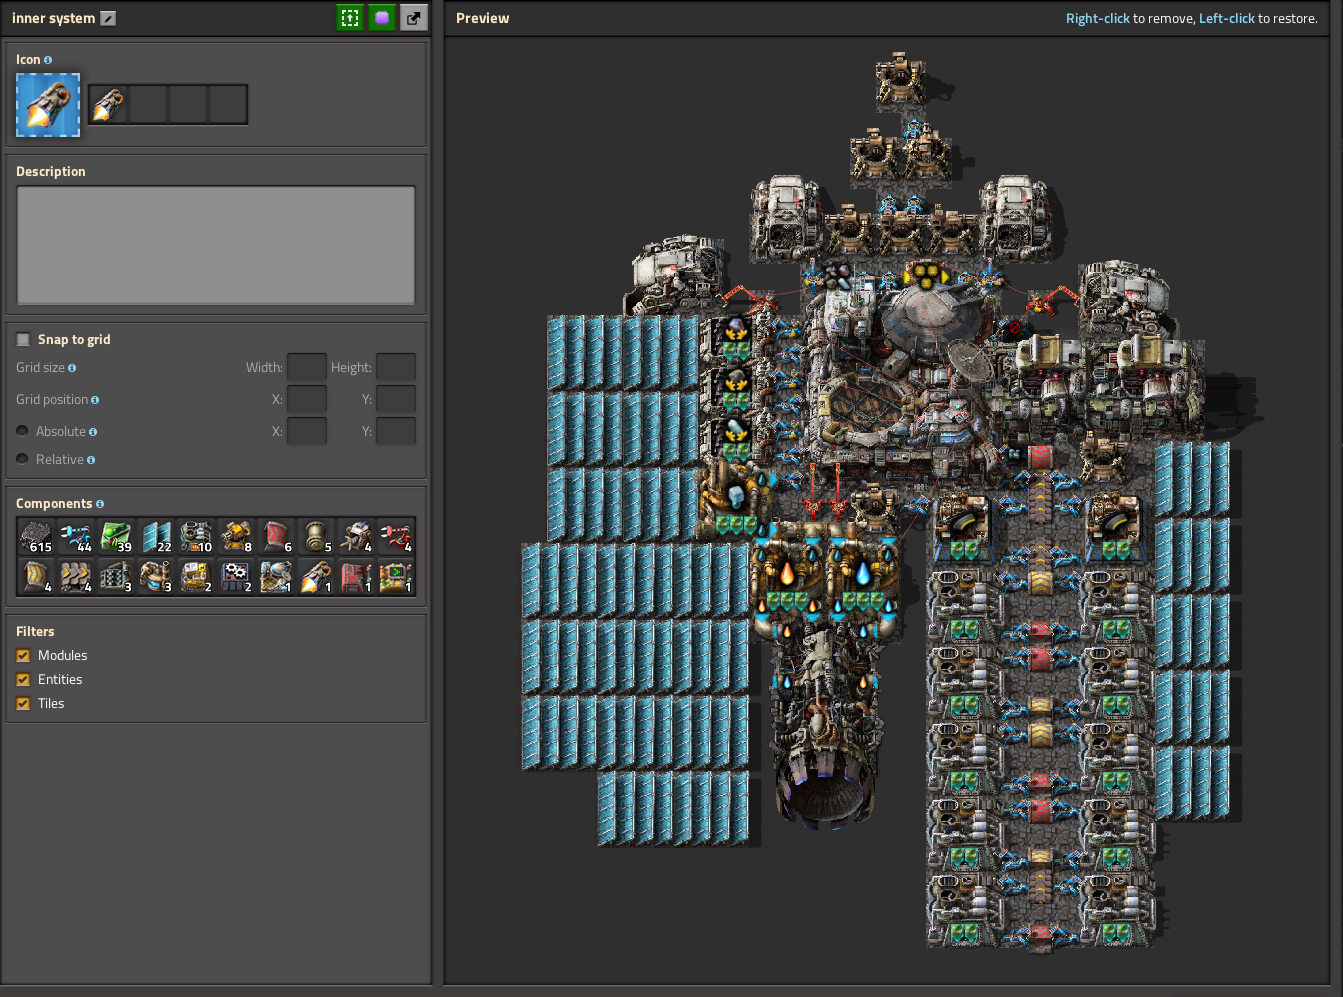 inner system
Preview
Right-click to remove, Left-click to restore.
Icon
Description
Snap to grid
Grid size
Width:
Height:
Grid position
X:
Y:
Absolute
X:
Y:
Relative
Components
615 44 39 22 10 8 6 5 4 4
4 4 3 3 2 2 1 1 1 1
Filters
Modules
Entities
Tiles